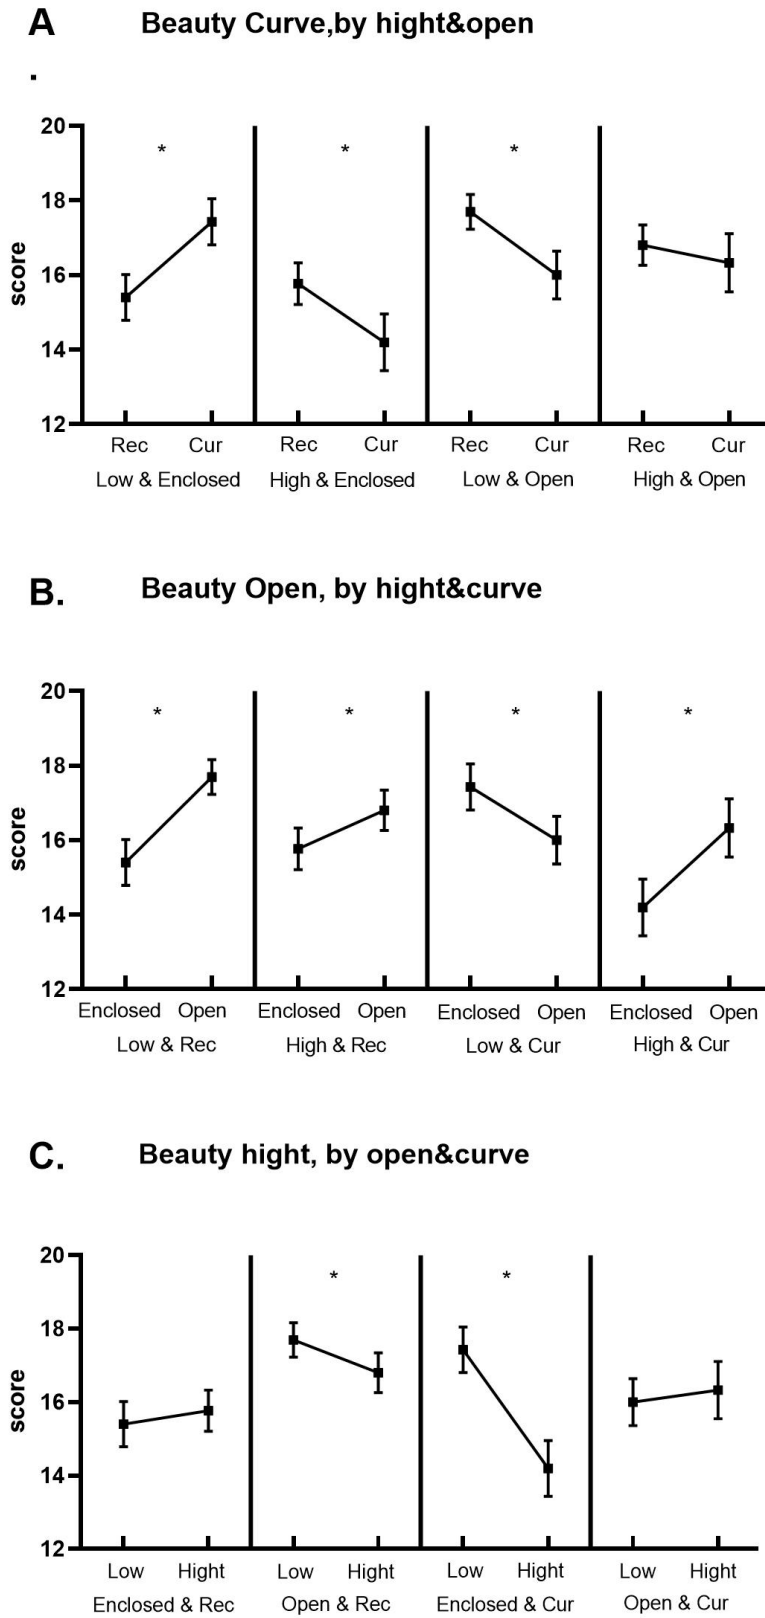 A
.
Beauty Curve,by hight&open
20
18
16
14
12
score
* * *
Rec Cur Rec Cur Rec Cur Rec Cur
Low & Enclosed High & Enclosed Low & Open High & Open
B.
Beauty Open, by hight&curve
20
18
16
14
12
score
* * * *
Enclosed Open Enclosed Open Enclosed Open Enclosed Open
Low & Rec High & Rec Low & Cur High & Cur
C.
Beauty hight, by open&curve
20
18
16
14
12
score
* *
Low Hight Low Hight Low Hight Low Hight
Enclosed & Rec Open & Rec Enclosed & Cur Open & Cur